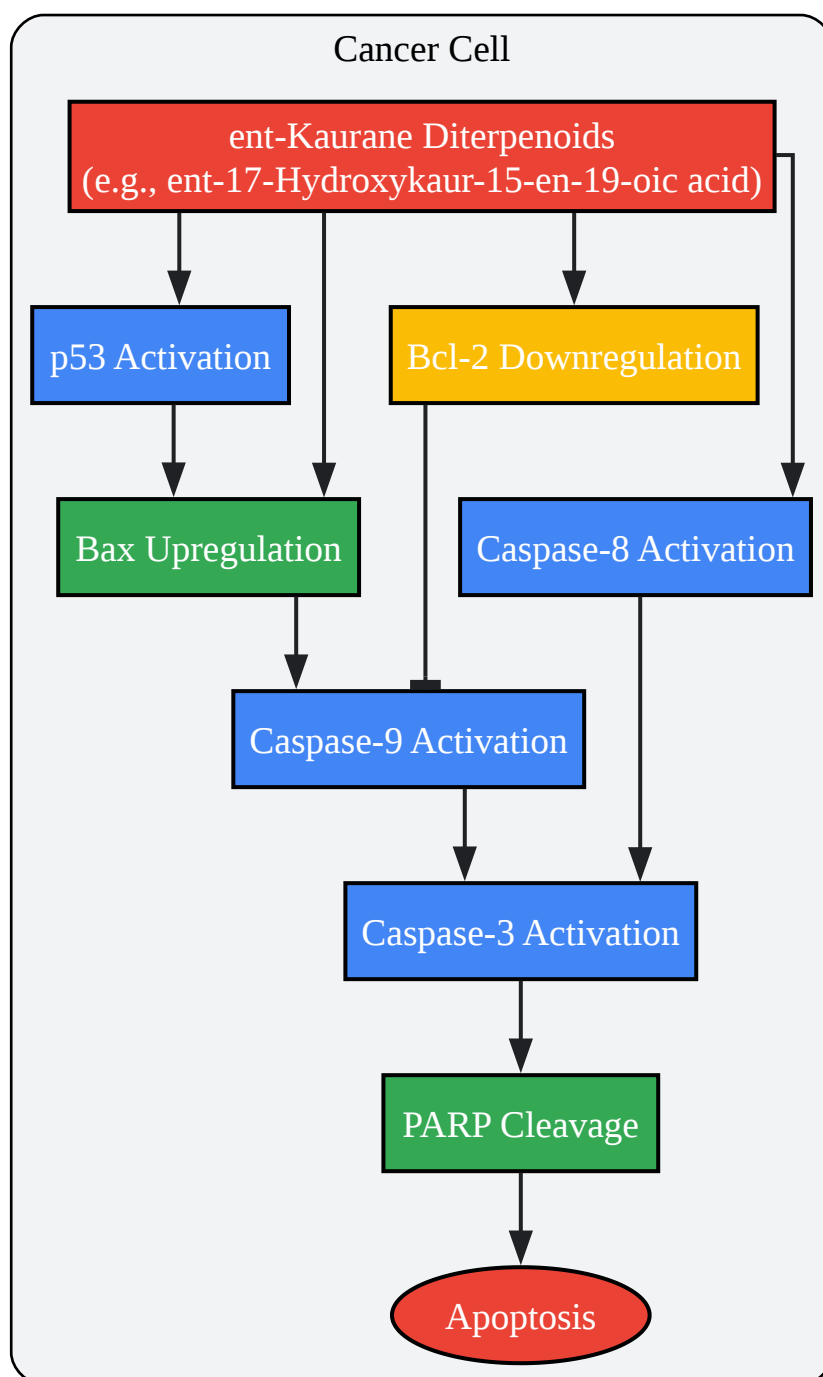 Cancer Cell
ent-Kaurane Diterpenoids
(e.g., ent-17-Hydroxykaur-15-en-19-oic acid)
p53 Activation
Bcl-2 Downregulation
Bax Upregulation
Caspase-8 Activation
Caspase-9 Activation
Caspase-3 Activation
PARP Cleavage
Apoptosis